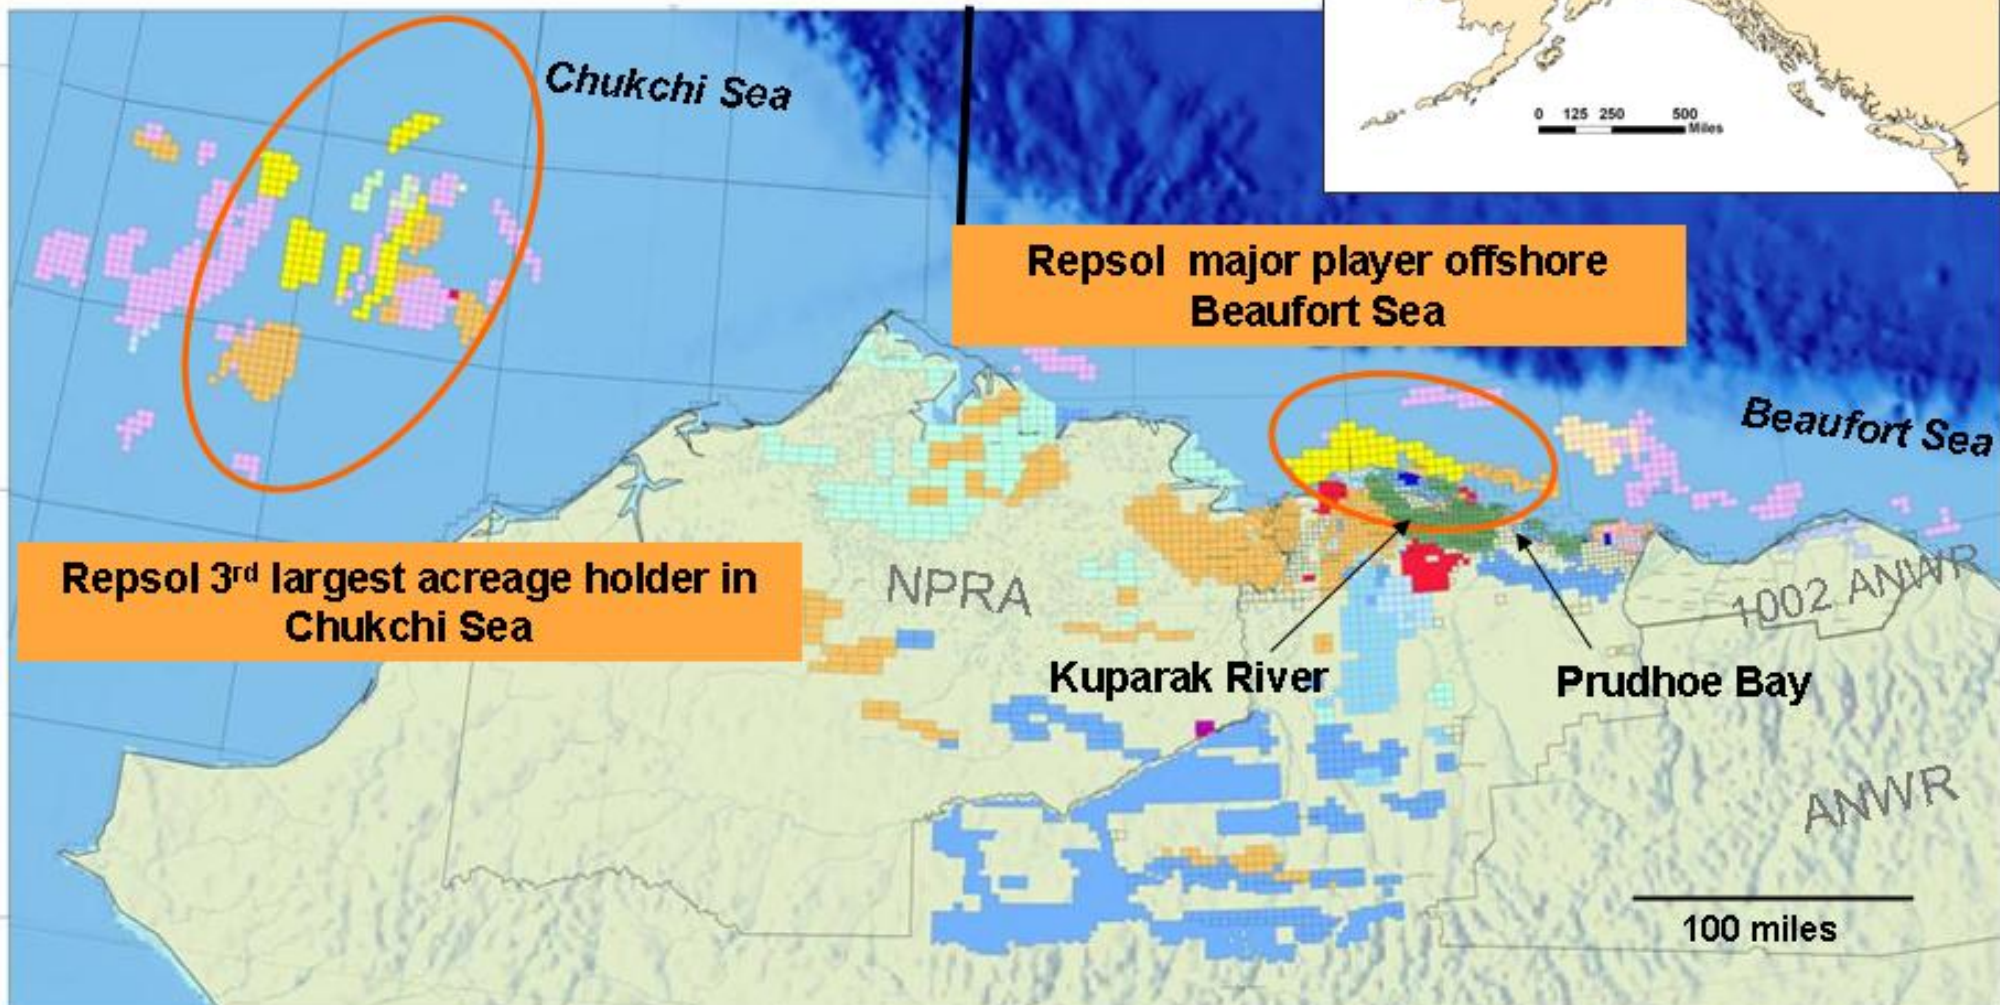 0 125 250 500
Miles
Chukchi Sea
Repsol major player offshore
Beaufort Sea
Beaufort Sea
Repsol 3rd largest acreage holder in
Chukchi Sea
NPRA
1002 ANWR
Kuparak River
Prudhoe Bay
ANWR
100 miles